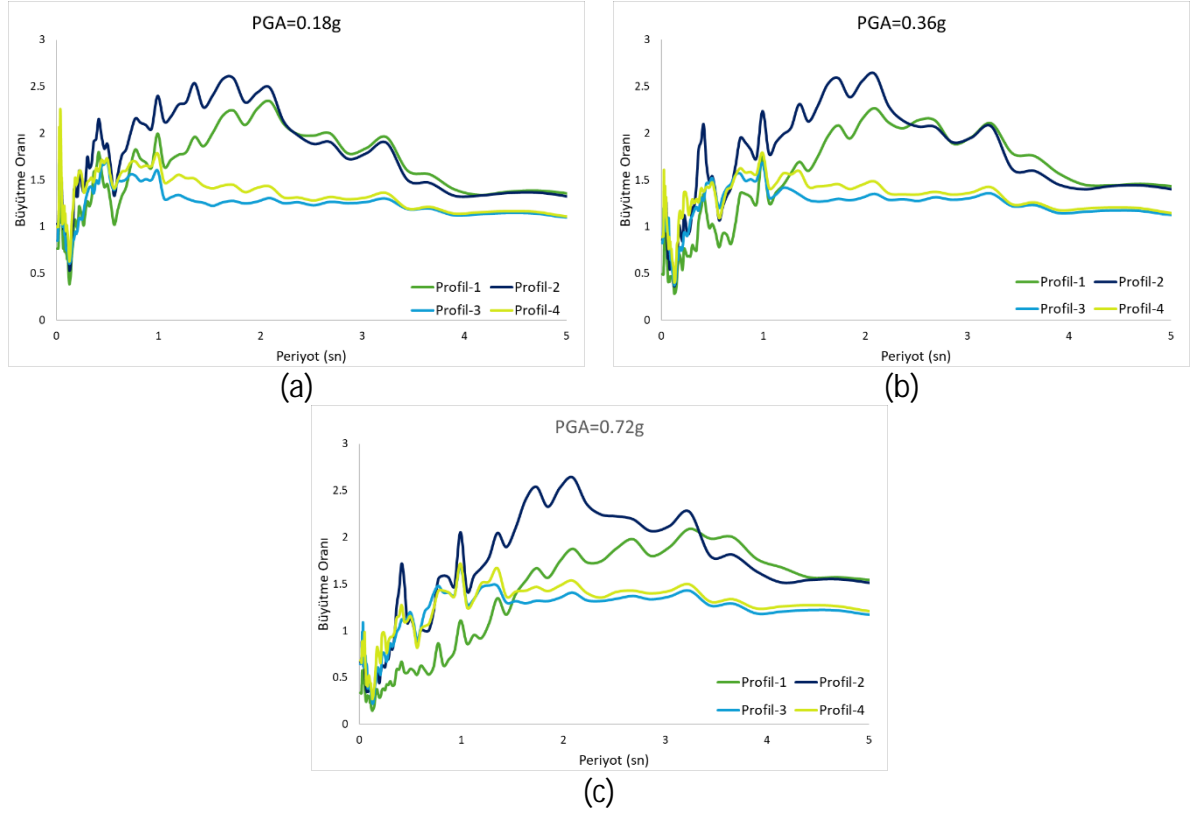 PGA=0.18g
3
2.5
2
1.5
1
0.5
0
Büyütme Oranı
0 1 2 3 4 5
Periyot (sn)
Profil-1 Profil-2
Profil-3 Profil-4
(a)
PGA=0.36g
3
2.5
2
1.5
1
0.5
0
Büyütme Oranı
0 1 2 3 4 5
Periyot (sn)
Profil-1 Profil-2
Profil-3 Profil-4
(b)
PGA=0.72g
3
2.5
2
1.5
1
0.5
0
Büyütme Oranı
0 1 2 3 4 5
Periyot (sn)
Profil-1 Profil-2
Profil-3 Profil-4
(c)